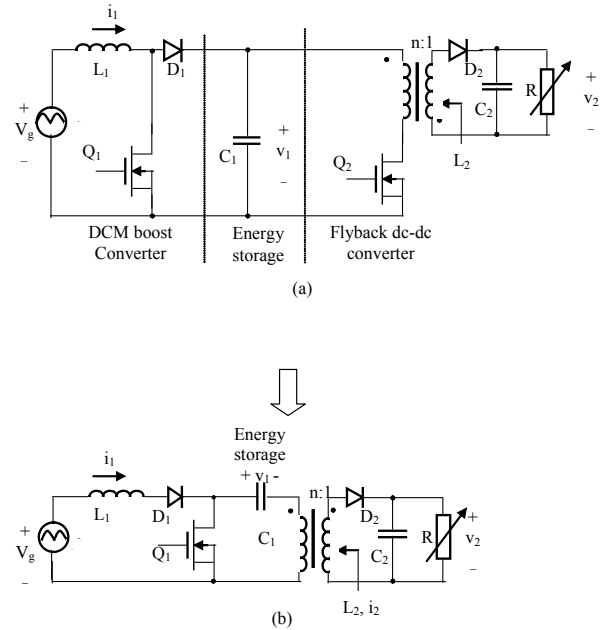 i1
n:1
L1
D1
D2
+
Vg
–
Q1
C1
+
v1
–
Q2
C2
R
+
v2
–
L2
DCM boost
Converter
Energy
storage
Flyback dc-dc
converter
(a)
Energy
storage
i1
+ v1 -
n:1
L1
D1
D2
+
Vg
–
Q1
C1
C2
R
+
v2
–
L2, i2
(b)